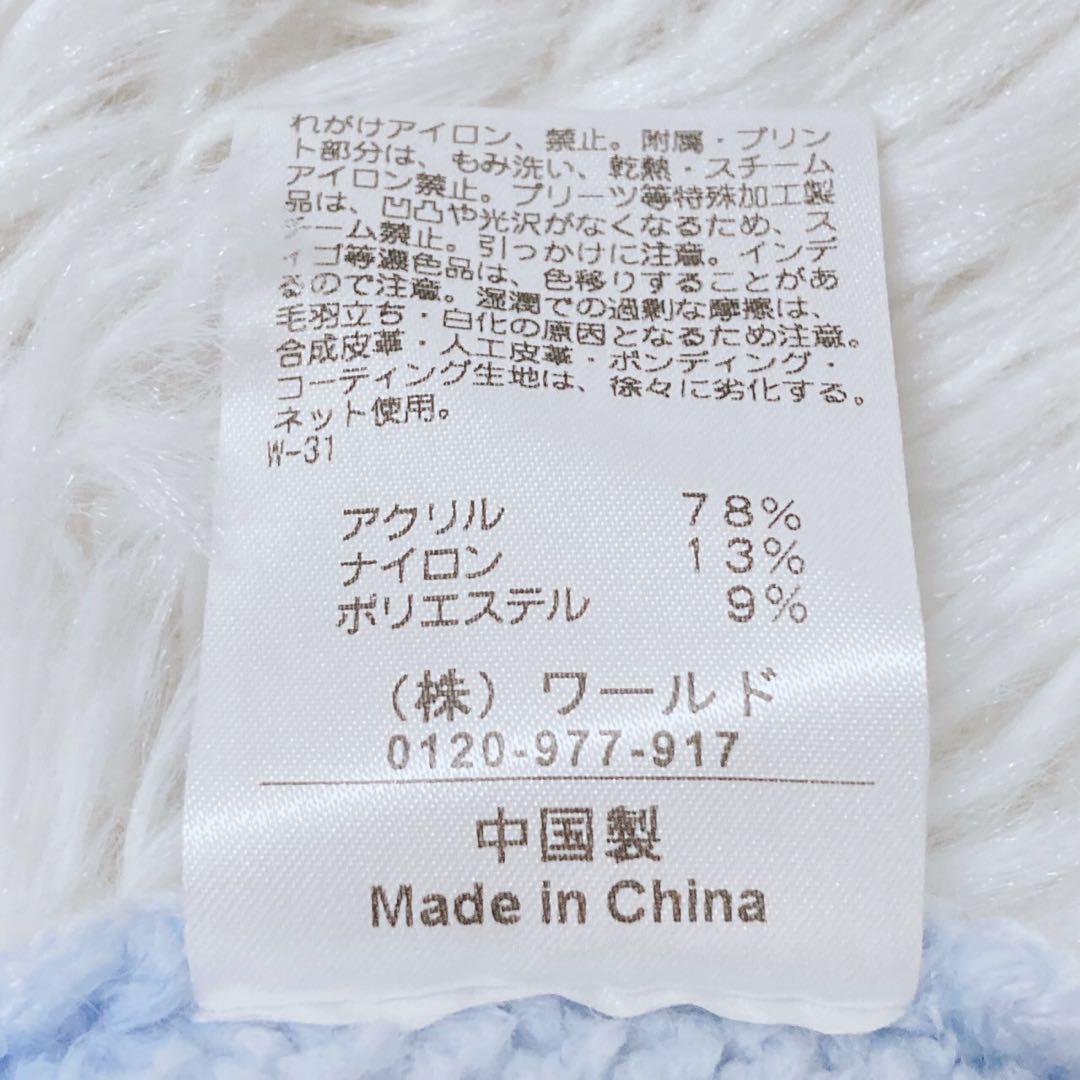 れがけアイロン、禁止。附属・プリン
ト部分は、もみ洗い、乾熱・スチーム
アイロン禁止。プリーツ等特殊加工製
品は、凹凸や光沢がなくなるため、ス
チーム禁止。引っかけに注意。インデ
ィゴ等濃色品は、色移りすることがあ
るので注意。湿潤での過剰な摩擦は、
毛羽立ち・白化の原因となるため注意。
合成皮革・人工皮革・ボンディング・
コーティング生地は、徐々に劣化する。
ネット使用。
W-31
アクリル 78%
ナイロン 13%
ポリエステル 9%
(株) ワールド
0120-977-917
中国製
Made in China